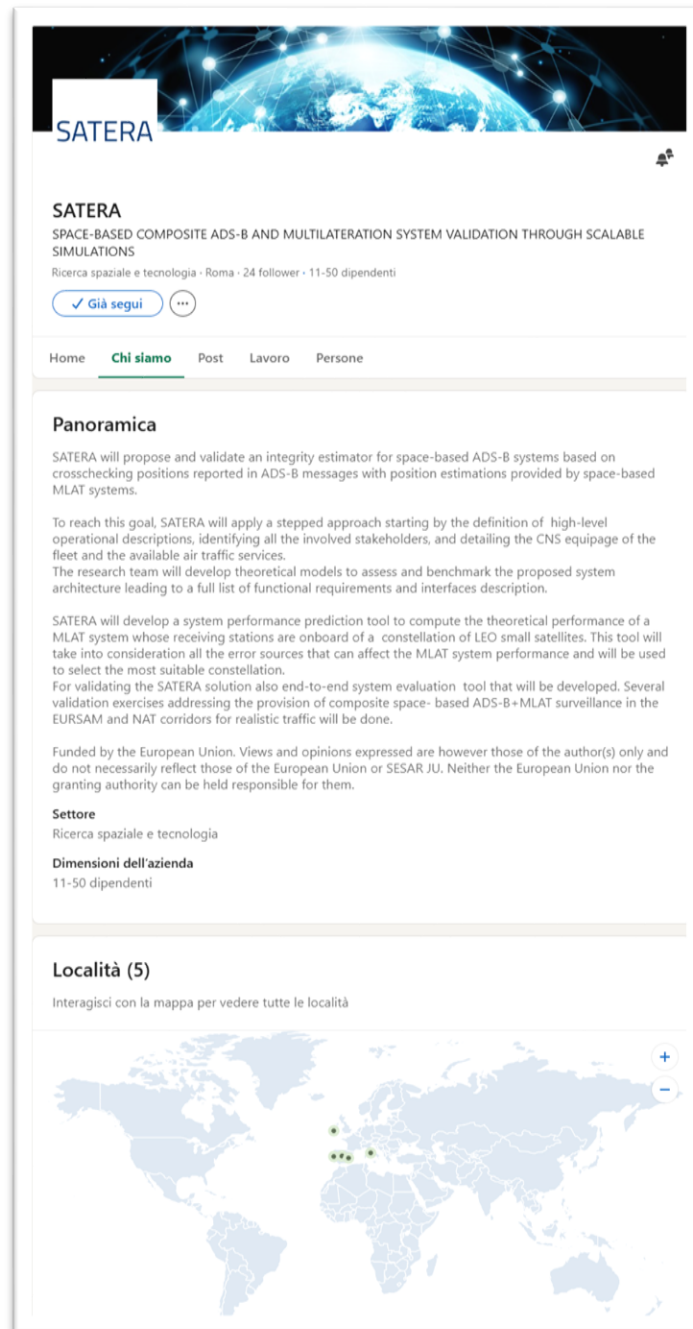 SATERA
SATERA
SPACE-BASED COMPOSITE ADS-B AND MULTILATERATION SYSTEM VALIDATION THROUGH SCALABLE
SIMULATIONS
Ricerca spaziale e tecnologia · Roma · 24 follower · 11-50 dipendenti
✓ Già segui ···
Home Chi siamo Post Lavoro Persone
Panoramica
SATERA will propose and validate an integrity estimator for space-based ADS-B systems based on
crosschecking positions reported in ADS-B messages with position estimations provided by space-based
MLAT systems.
To reach this goal, SATERA will apply a stepped approach starting by the definition of  high-level
operational descriptions, identifying all the involved stakeholders, and detailing the CNS equipage of the
fleet and the available air traffic services.
The research team will develop theoretical models to assess and benchmark the proposed system
architecture leading to a full list of functional requirements and interfaces description.
SATERA will develop a system performance prediction tool to compute the theoretical performance of a
MLAT system whose receiving stations are onboard of a  constellation of LEO small satellites. This tool will
take into consideration all the error sources that can affect the MLAT system performance and will be used
to select the most suitable constellation.
For validating the SATERA solution also end-to-end system evaluation  tool that will be developed. Several
validation exercises addressing the provision of composite space- based ADS-B+MLAT surveillance in the
EURSAM and NAT corridors for realistic traffic will be done.
Funded by the European Union. Views and opinions expressed are however those of the author(s) only and
do not necessarily reflect those of the European Union or SESAR JU. Neither the European Union nor the
granting authority can be held responsible for them.
Settore
Ricerca spaziale e tecnologia
Dimensioni dell'azienda
11-50 dipendenti
Località (5)
Interagisci con la mappa per vedere tutte le località
+
−